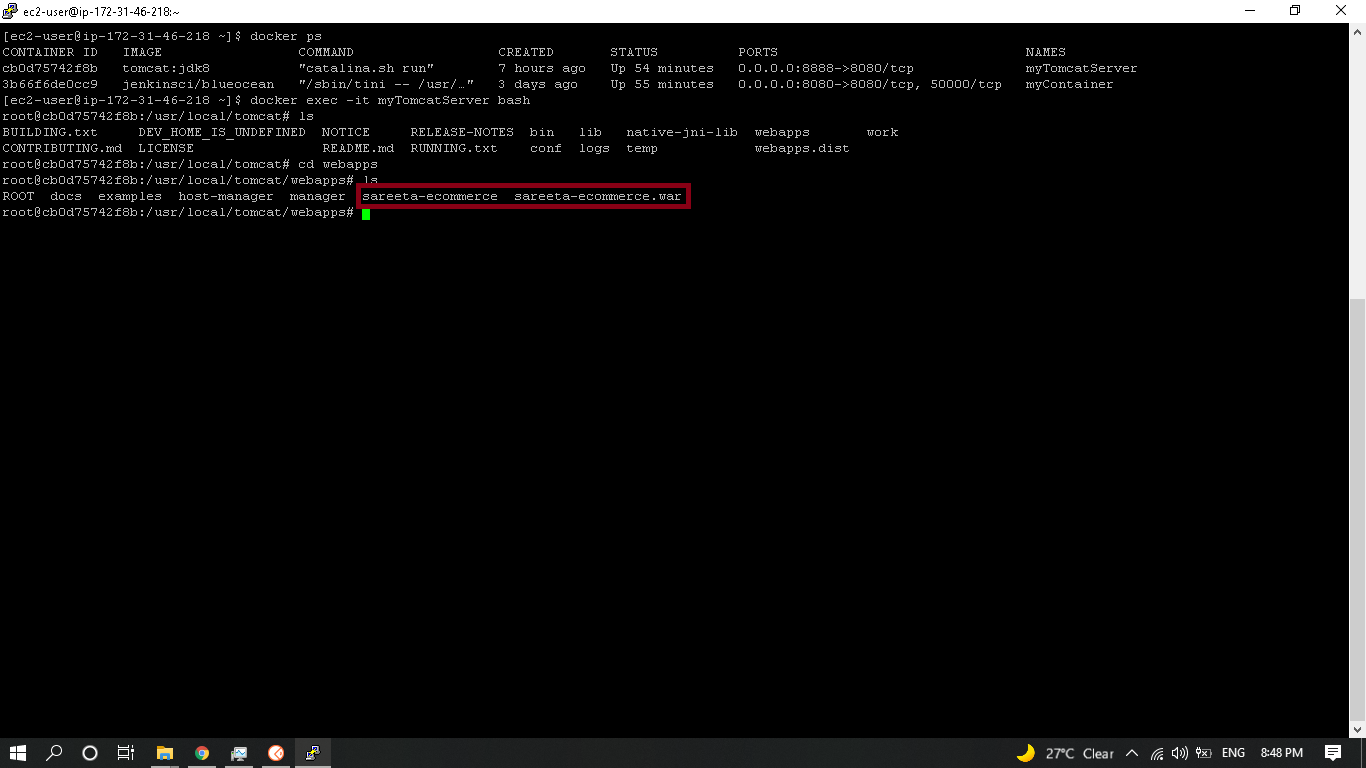 ec2-user@ip-172-31-46-218:~
[ec2-user@ip-172-31-46-218 ~]$ docker ps
CONTAINER ID   IMAGE                 COMMAND                  CREATED       STATUS          PORTS                               NAMES
cb0d75742f8b   tomcat:jdk8           "catalina.sh run"        7 hours ago   Up 54 minutes   0.0.0.0:8888->8080/tcp              myTomcatServer
3b66f6de0cc9   jenkinsci/blueocean   "/sbin/tini -- /usr/…"   3 days ago    Up 55 minutes   0.0.0.0:8080->8080/tcp, 50000/tcp   myContainer
[ec2-user@ip-172-31-46-218 ~]$ docker exec -it myTomcatServer bash
root@cb0d75742f8b:/usr/local/tomcat# ls
BUILDING.txt     DEV_HOME_IS_UNDEFINED  NOTICE     RELEASE-NOTES  bin   lib   native-jni-lib  webapps       work
CONTRIBUTING.md  LICENSE                README.md  RUNNING.txt    conf  logs  temp            webapps.dist
root@cb0d75742f8b:/usr/local/tomcat# cd webapps
root@cb0d75742f8b:/usr/local/tomcat/webapps# ls
ROOT  docs  examples  host-manager  manager  sareeta-ecommerce  sareeta-ecommerce.war
root@cb0d75742f8b:/usr/local/tomcat/webapps#
27°C Clear ENG 8:48 PM